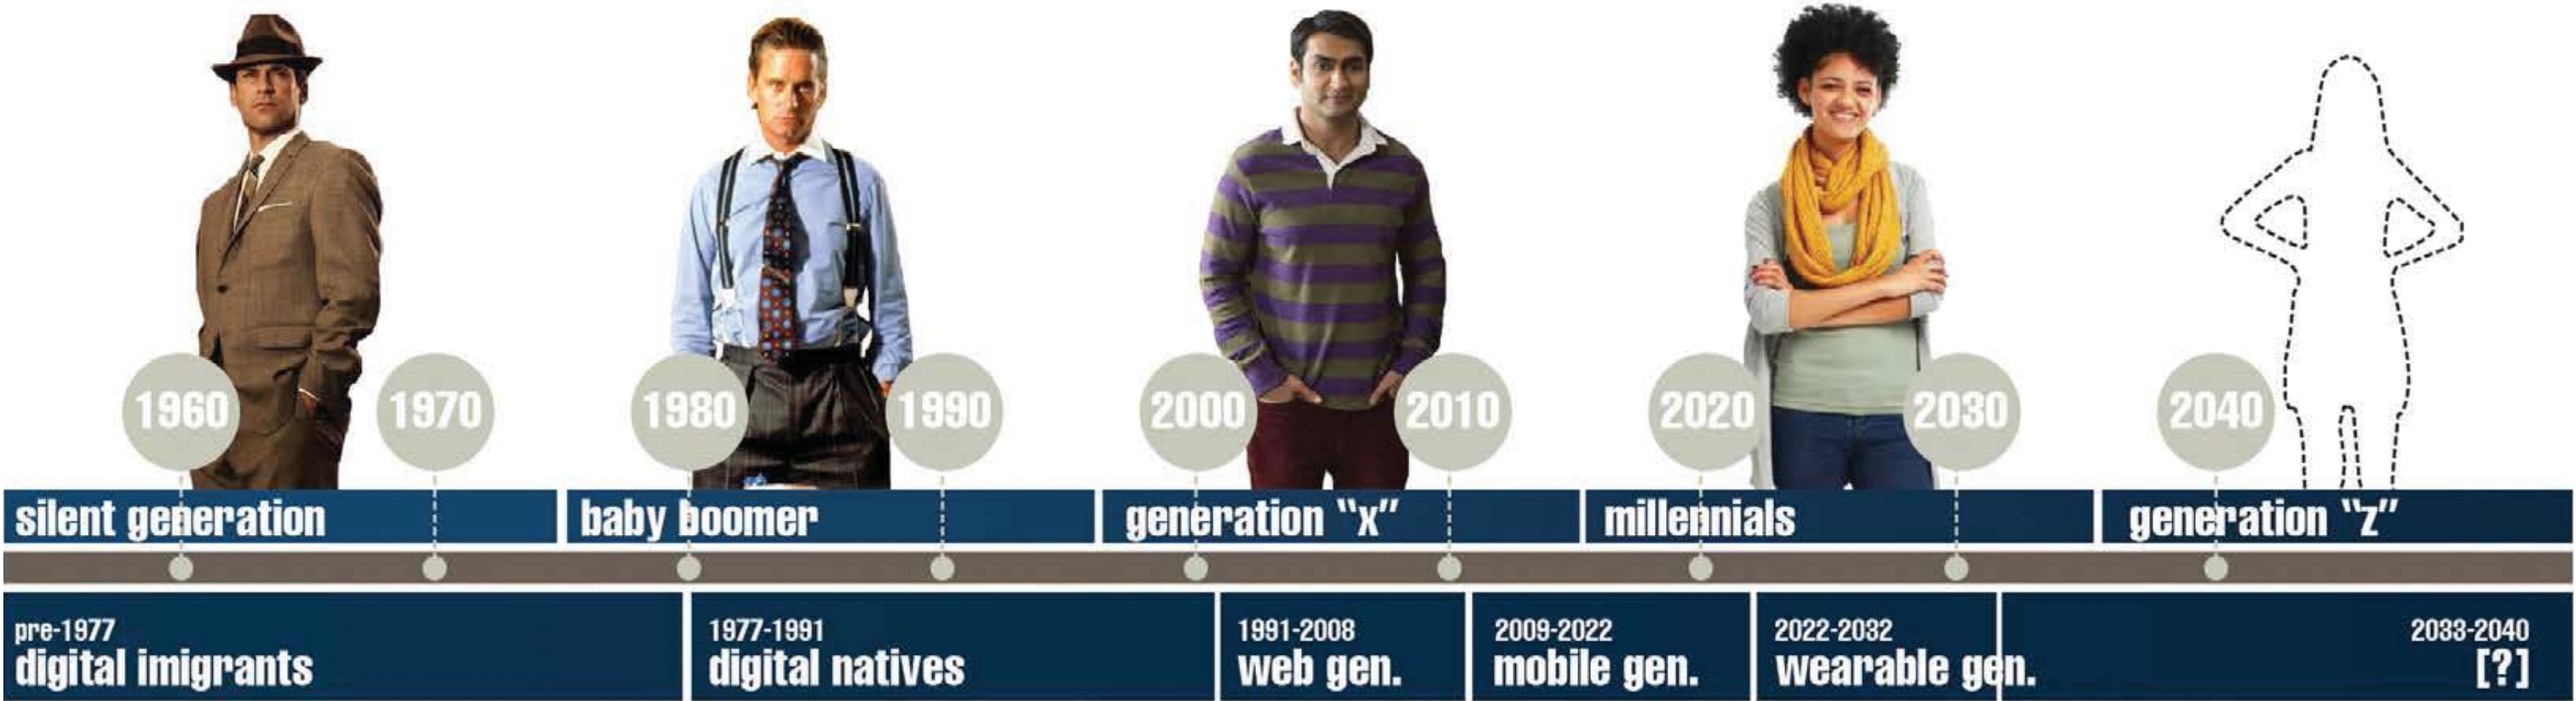 1960
1970
1980
1990
2000
2010
2020
2030
2040
silent generation
baby boomer
generation "x"
millennials
generation "z"
pre-1977
digital imigrants
1977-1991
digital natives
1991-2008
web gen.
2009-2022
mobile gen.
2022-2032
wearable gen.
2033-2040
[?]